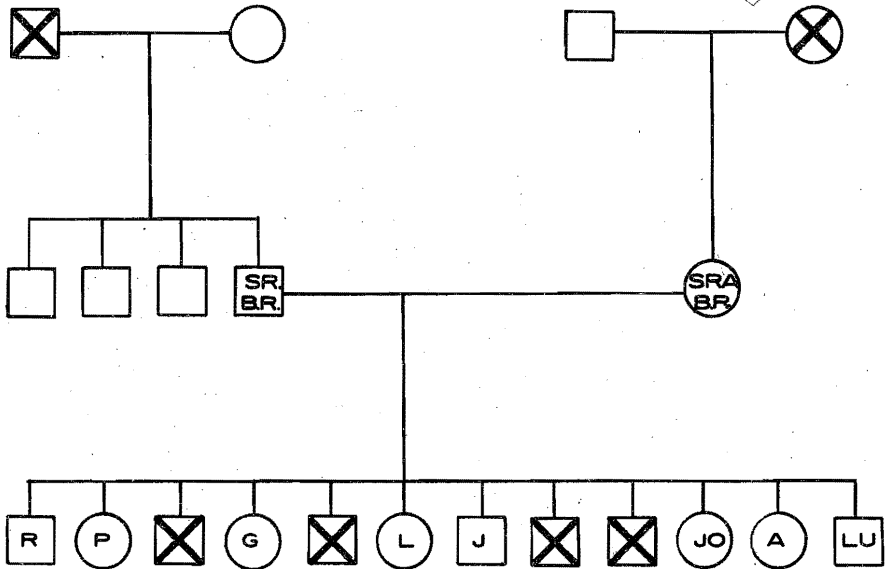 SR.
B.R.
SRA
B.R.
R P G L J JO A LU